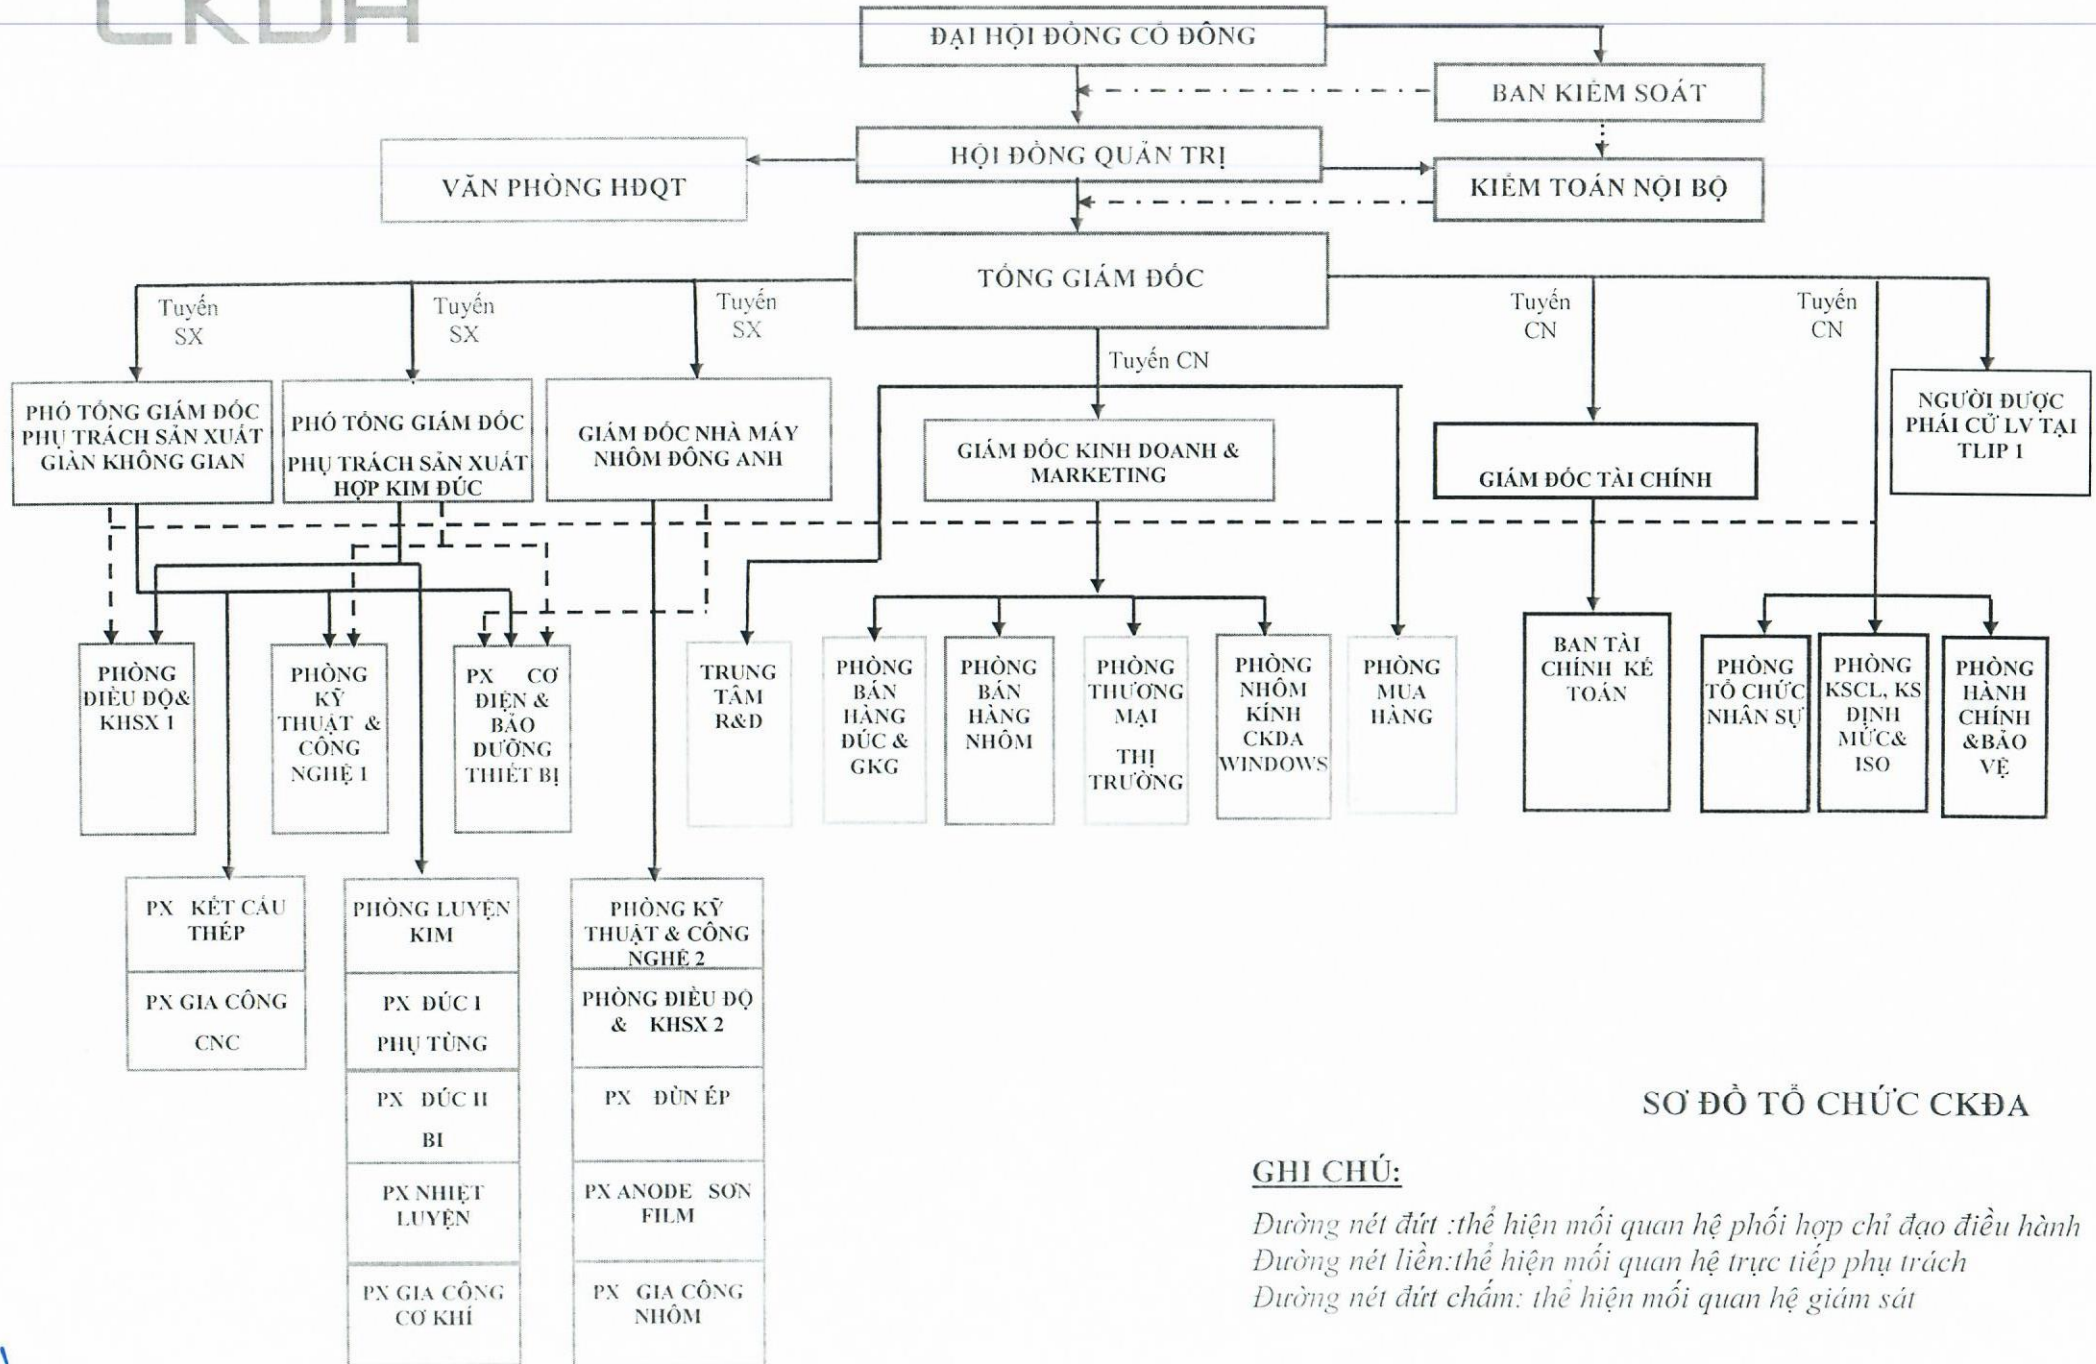 CKDA
ĐẠI HỘI ĐỒNG CỔ ĐÔNG
BAN KIỂM SOÁT
HỘI ĐỒNG QUẢN TRỊ
VĂN PHÒNG HĐQT
KIỂM TOÁN NỘI BỘ
TỔNG GIÁM ĐỐC
Tuyến
SX
Tuyến
SX
Tuyến
SX
Tuyến CN
Tuyến
CN
Tuyến
CN
PHÓ TỔNG GIÁM ĐỐC
PHỤ TRÁCH SẢN XUẤT
GIÀN KHÔNG GIAN
PHÓ TỔNG GIÁM ĐỐC
PHỤ TRÁCH SẢN XUẤT
HỢP KIM ĐÚC
GIÁM ĐỐC NHÀ MÁY
NHÔM ĐÔNG ANH
GIÁM ĐỐC KINH DOANH &
MARKETING
GIÁM ĐỐC TÀI CHÍNH
NGƯỜI ĐƯỢC
PHÁI CỬ LV TẠI
TLIP 1
PHÒNG
ĐIỀU ĐỘ&
KHSX 1
PHÒNG
KỸ
THUẬT &
CÔNG
NGHỆ 1
PX CƠ
ĐIỆN &
BẢO
DƯỠNG
THIẾT BỊ
TRUNG
TÂM
R&D
PHÒNG
BÁN
HÀNG
ĐÚC &
GKG
PHÒNG
BÁN
HÀNG
NHÔM
PHÒNG
THƯƠNG
MẠI
THỊ
TRƯỜNG
PHÒNG
NHÔM
KÍNH
CKDA
WINDOWS
PHÒNG
MUA
HÀNG
BAN TÀI
CHÍNH KẾ
TOÁN
PHÒNG
TỔ CHỨC
NHÂN SỰ
PHÒNG
KSCL, KS
ĐỊNH
MỨC&
ISO
PHÒNG
HÀNH
CHÍNH
&BẢO
VỆ
PX KẾT CẤU
THÉP
PX GIA CÔNG
CNC
PHÒNG LUYỆN
KIM
PX ĐÚC I
PHỤ TÙNG
PX ĐÚC II
BI
PX NHIỆT
LUYỆN
PX GIA CÔNG
CƠ KHÍ
PHÒNG KỸ
THUẬT & CÔNG
NGHỆ 2
PHÒNG ĐIỀU ĐỘ
& KHSX 2
PX ĐÙN ÉP
PX ANODE SƠN
FILM
PX GIA CÔNG
NHÔM
SƠ ĐỒ TỔ CHỨC CKĐA
GHI CHÚ:
Đường nét đứt :thể hiện mối quan hệ phối hợp chỉ đạo điều hành
Đường nét liền:thể hiện mối quan hệ trực tiếp phụ trách
Đường nét đứt chấm: thể hiện mối quan hệ giám sát